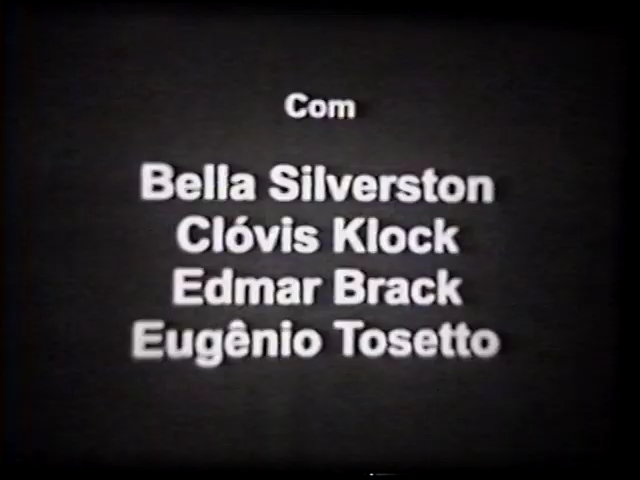 Com
Bella Silverston
Clóvis Klock
Edmar Brack
Eugênio Tosetto